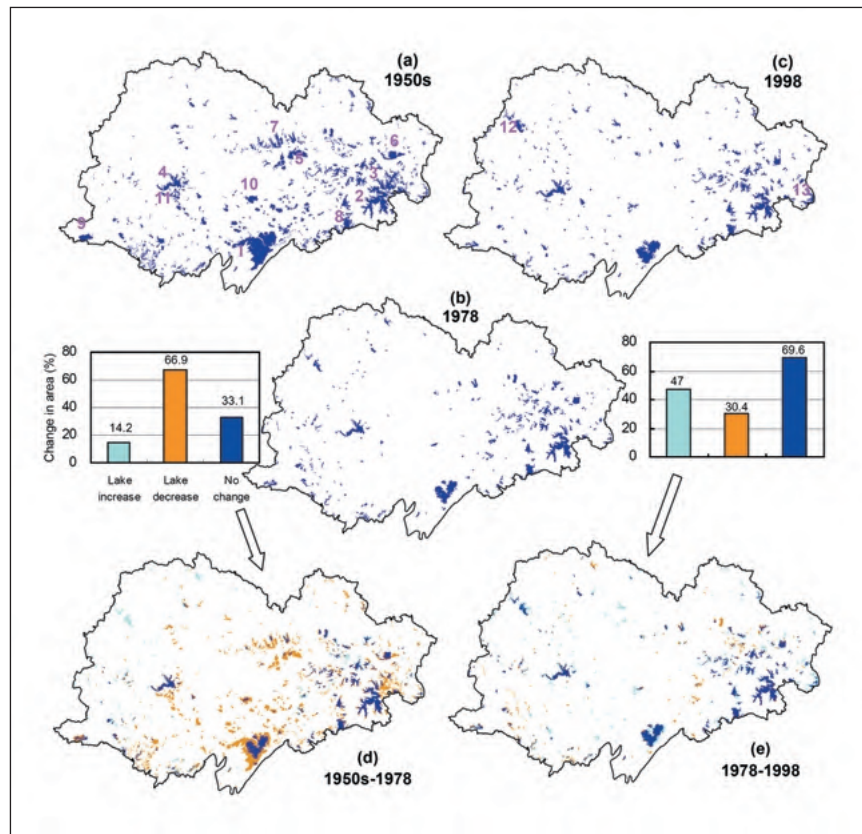 (a)
1950s
(c)
1998
7
6
12
5
4
3
10
11
2
13
8
9
1
(b)
1978
80
66.9
60
40
33.1
20
14.2
0
Change in area (%)
Lake increase
Lake decrease
No change
80
69.6
60
47
40
30.4
20
0
(d)
1950s-1978
(e)
1978-1998